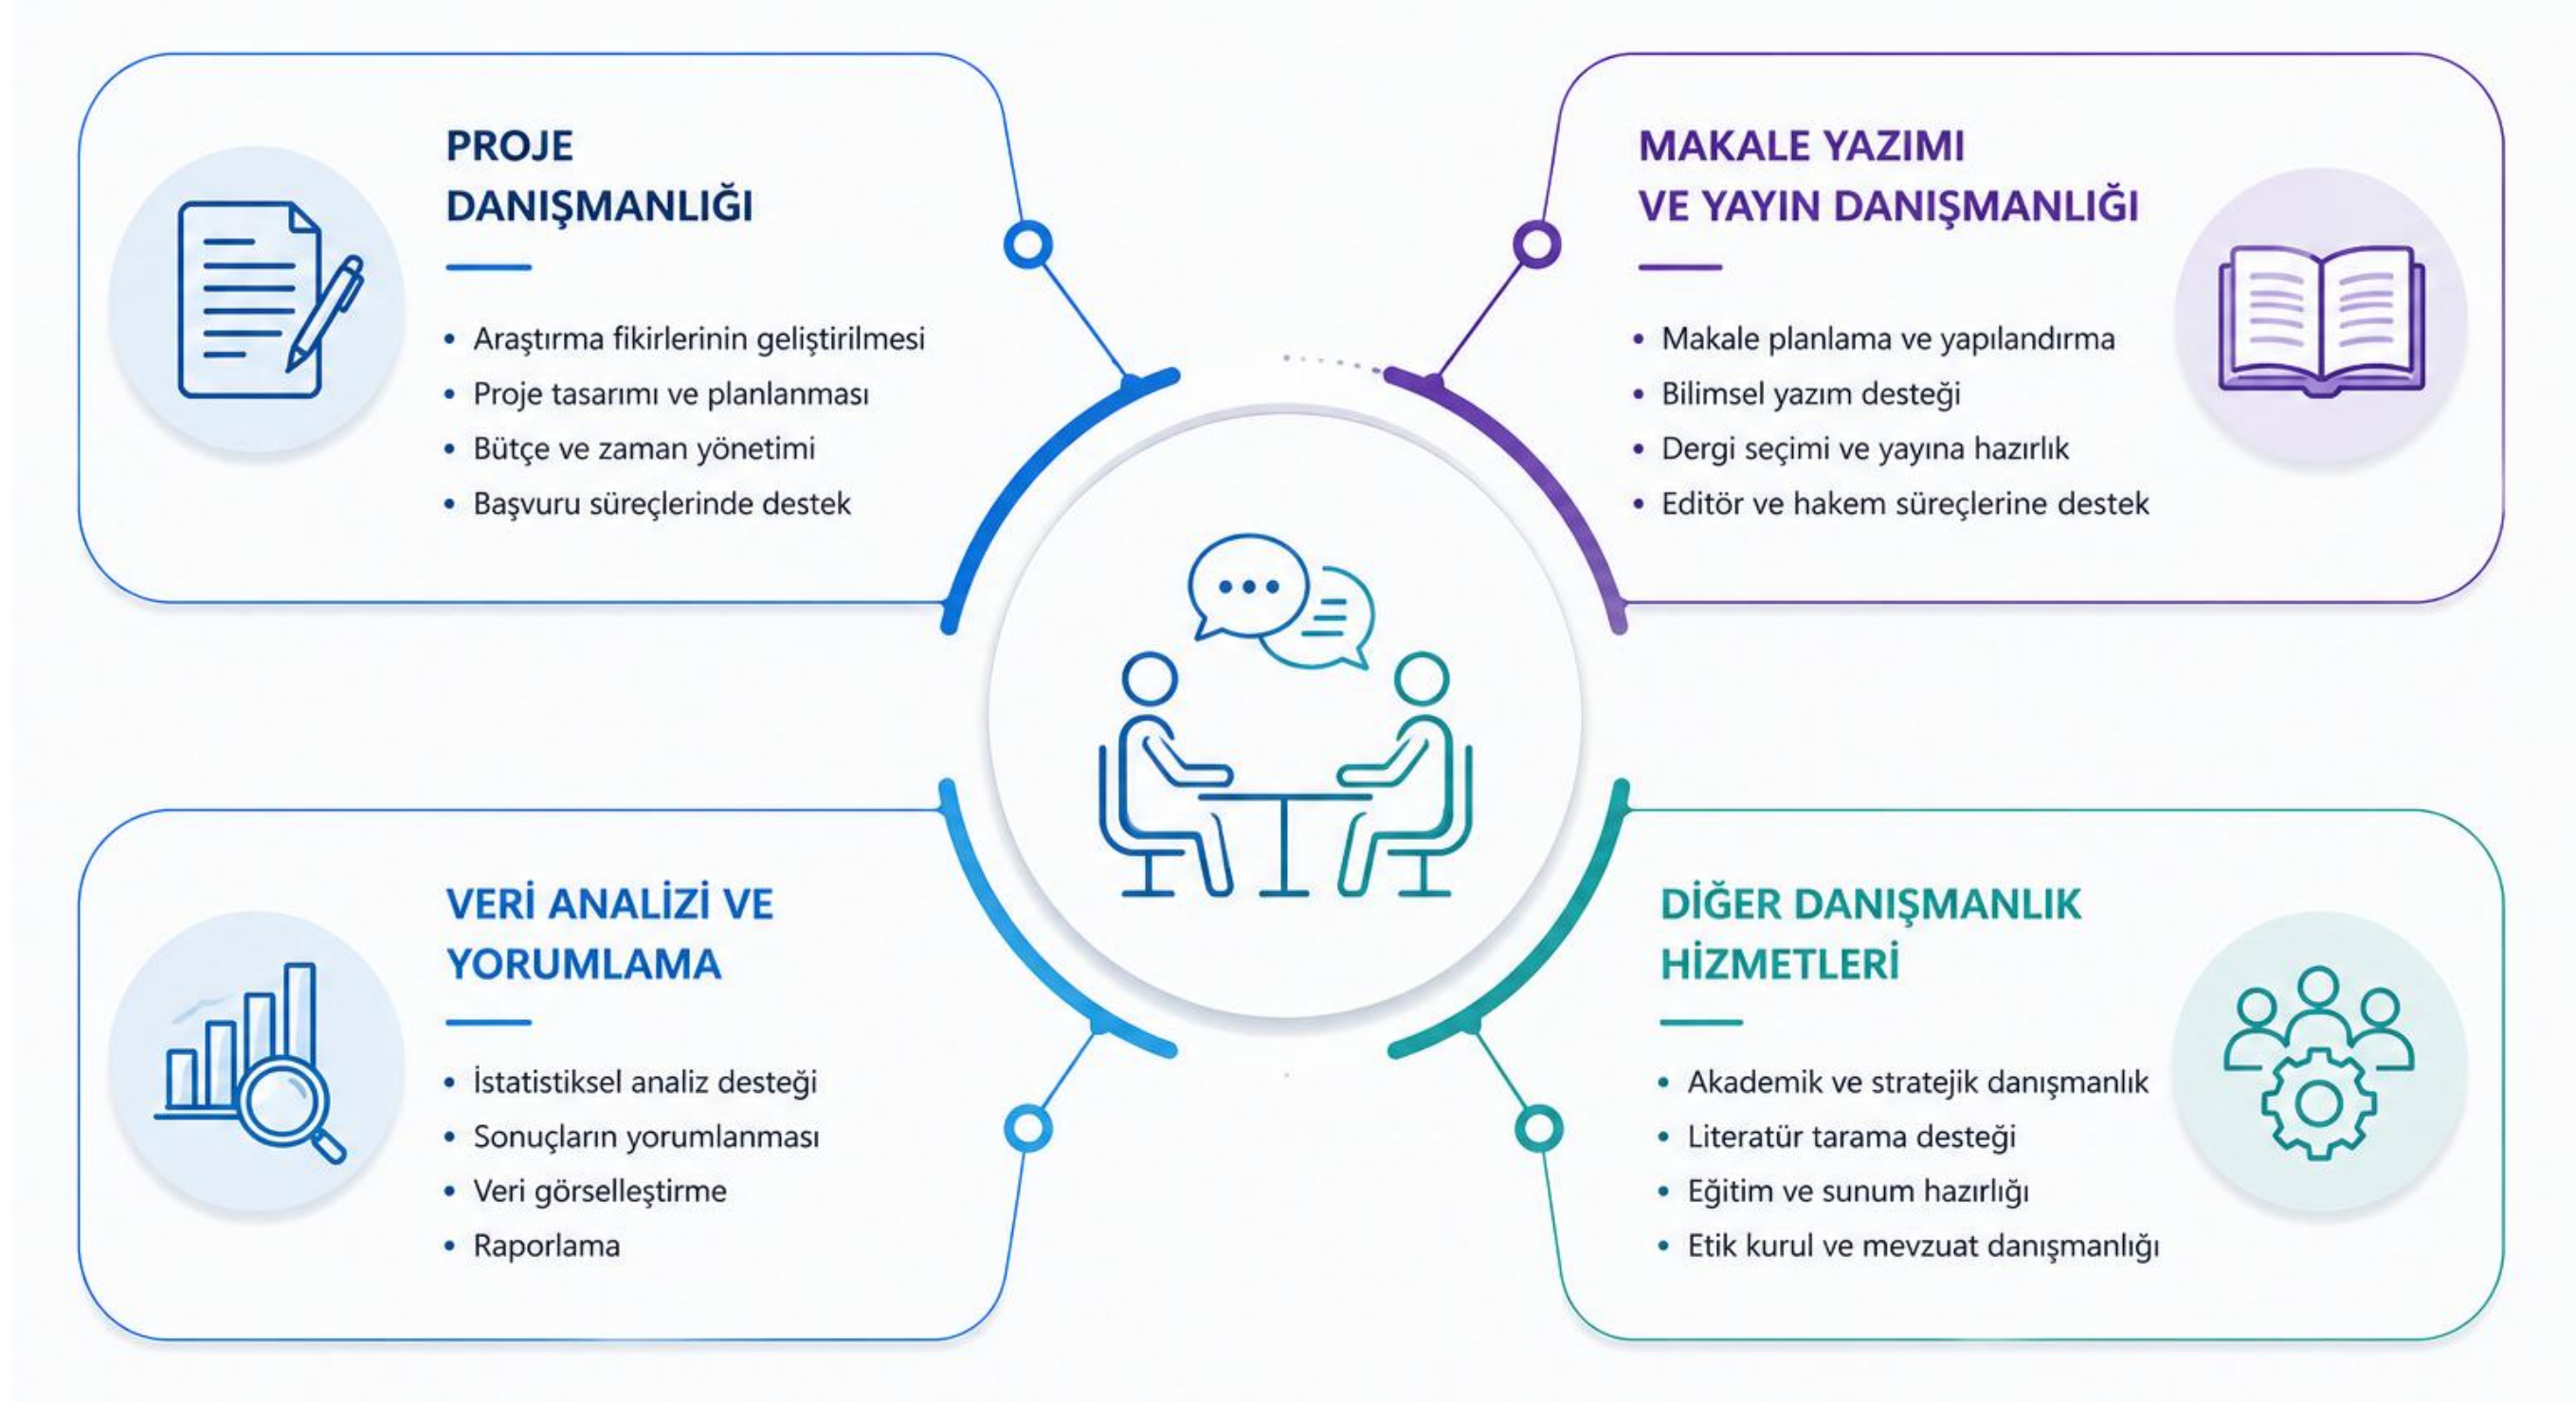 PROJE
DANIŞMANLIĞI
• Araştırma fikirlerinin geliştirilmesi
• Proje tasarımı ve planlanması
• Bütçe ve zaman yönetimi
• Başvuru süreçlerinde destek
MAKALE YAZIMI
VE YAYIN DANIŞMANLIĞI
• Makale planlama ve yapılandırma
• Bilimsel yazım desteği
• Dergi seçimi ve yayına hazırlık
• Editör ve hakem süreçlerine destek
VERİ ANALİZİ VE
YORUMLAMA
• İstatistiksel analiz desteği
• Sonuçların yorumlanması
• Veri görselleştirme
• Raporlama
DİĞER DANIŞMANLIK
HİZMETLERİ
• Akademik ve stratejik danışmanlık
• Literatür tarama desteği
• Eğitim ve sunum hazırlığı
• Etik kurul ve mevzuat danışmanlığı